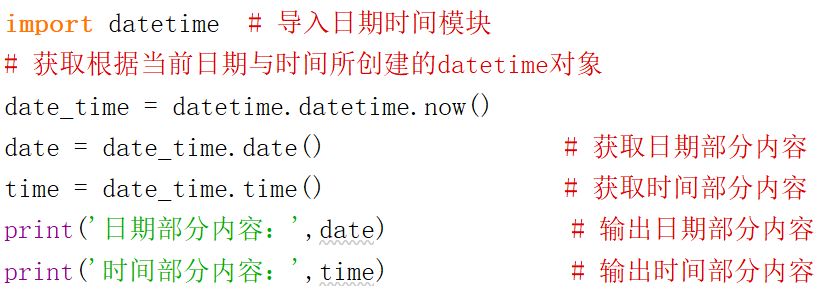 import datetime  # 导入日期时间模块
# 获取根据当前日期与时间所创建的datetime对象
date_time = datetime.datetime.now()
date = date_time.date()                  # 获取日期部分内容
time = date_time.time()                  # 获取时间部分内容
print('日期部分内容：',date)              # 输出日期部分内容
print('时间部分内容：',time)              # 输出时间部分内容